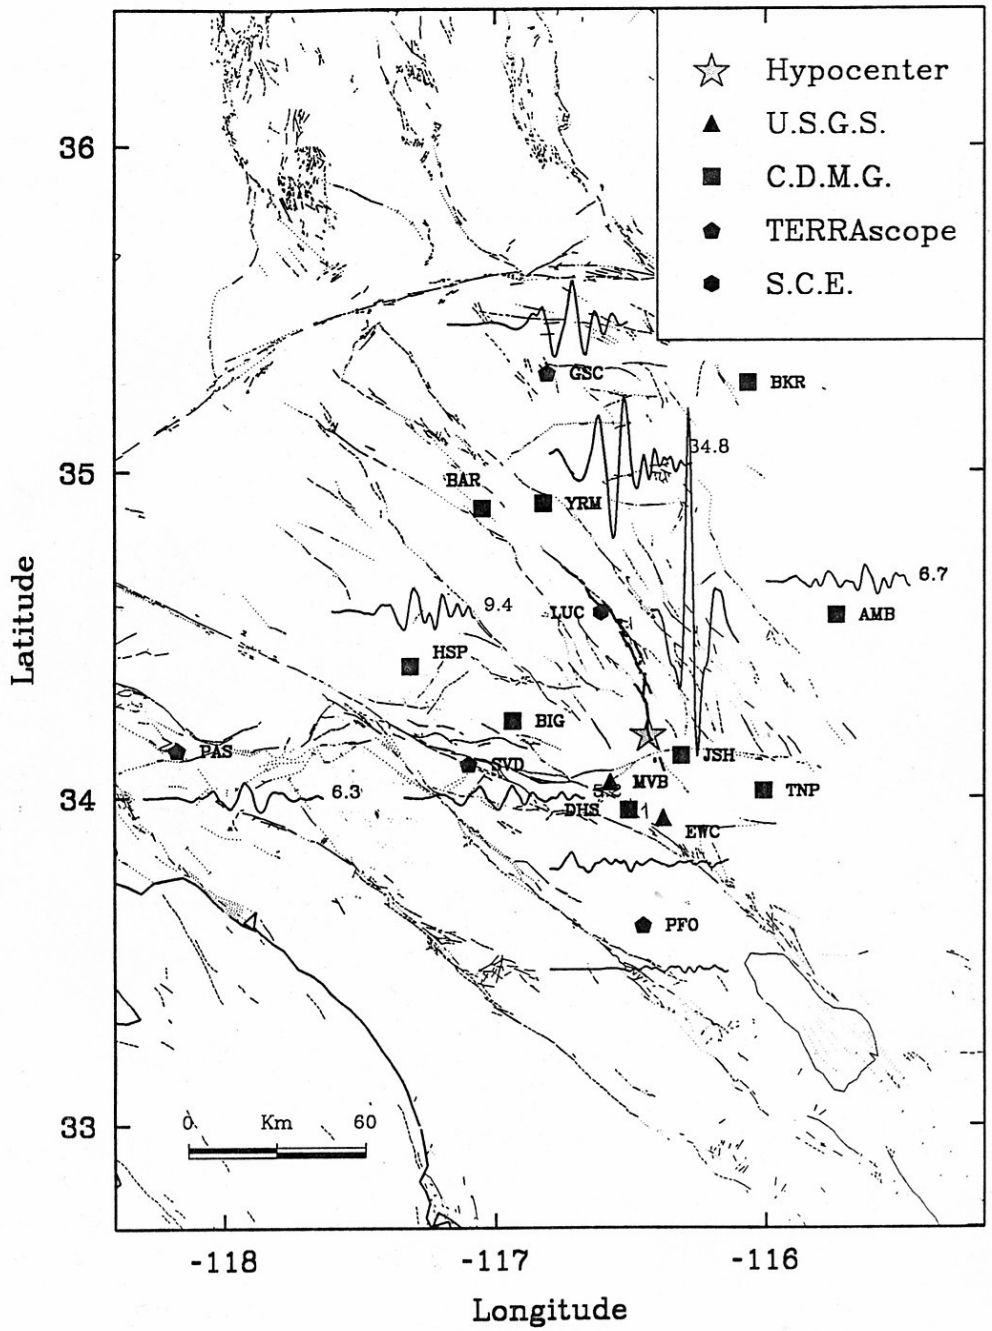 Hypocenter
U.S.G.S.
C.D.M.G.
TERRAscope
S.C.E.
36
GSC
BKR
34.8
35
BAR
YRM
6.7
9.4
LUC
AMB
HSP
BIG
PAS
SVD
JSH
MVB
TNP
6.3
34
DHS
1
EWC
PFO
33
0 Km 60
-118 -117 -116
Latitude
Longitude